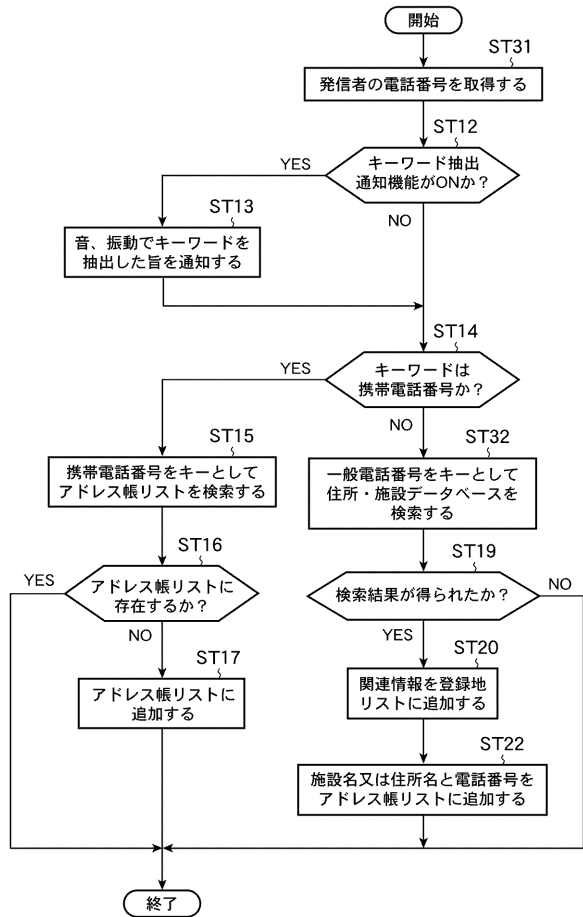 開始
ST31
発信者の電話番号を取得する
ST12
キーワード抽出
通知機能がONか？
YES
NO
ST13
音、振動でキーワードを
抽出した旨を通知する
ST14
キーワードは
携帯電話番号か？
YES
NO
ST15
携帯電話番号をキーとして
アドレス帳リストを検索する
ST32
一般電話番号をキーとして
住所・施設データベースを
検索する
ST16
アドレス帳リストに
存在するか？
YES
NO
ST19
検索結果が得られたか？
NO
YES
ST17
アドレス帳リストに
追加する
ST20
関連情報を登録地
リストに追加する
ST22
施設名又は住所名と電話番号を
アドレス帳リストに追加する
終了